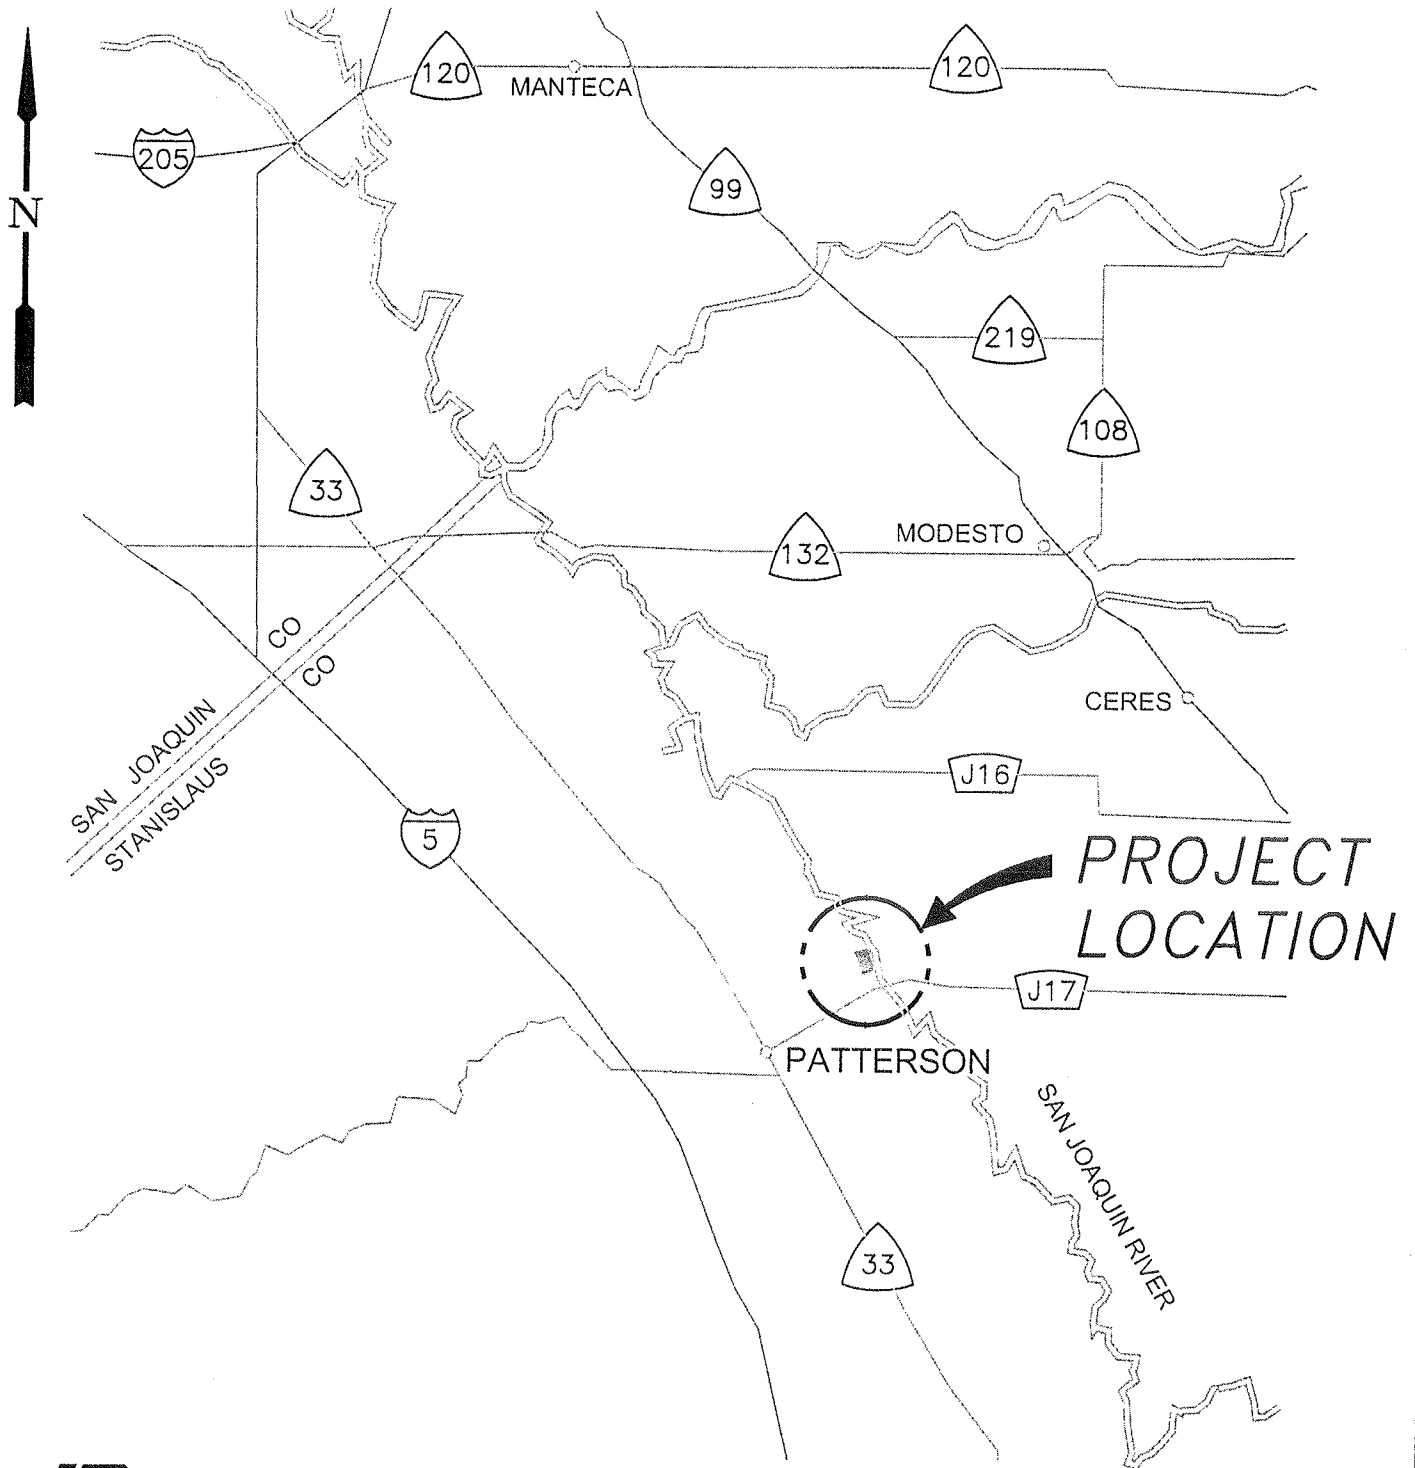 120
MANTECA
120
205
99
N
219
108
33
MODESTO
132
CO
CO
SAN JOAQUIN
STANISLAUS
CERES
J16
5
PROJECT
LOCATION
J17
PATTERSON
SAN JOAQUIN RIVER
33